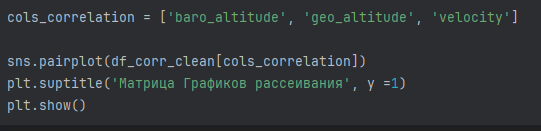 cols_correlation = ['baro_altitude', 'geo_altitude', 'velocity']
sns.pairplot(df_corr_clean[cols_correlation])
plt.suptitle('Матрица Графиков рассеивания', y =1)
plt.show()